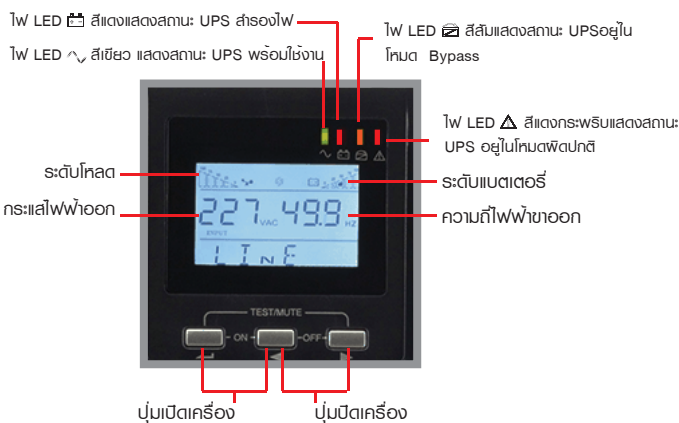 ไฟ LED สีแดงแสดงสถานะ UPS สำรองไฟ
ไฟ LED สีเขียว แสดงสถานะ UPS พร้อมใช้งาน
ไฟ LED สีส้มแสดงสถานะ UPSอยู่ใน
โหมด Bypass
ไฟ LED สีแดงกระพริบแสดงสถานะ
UPS อยู่ในโหมดผิดปกติ
ระดับโหลด
ระดับแบตเตอรี่
กระแสไฟฟ้าออก
227 VAC 49.9 HZ
ความถี่ไฟฟ้าขาออก
INPUT
LINE
TEST/MUTE
ON
OFF
ปุ่มเปิดเครื่อง
ปุ่มปิดเครื่อง